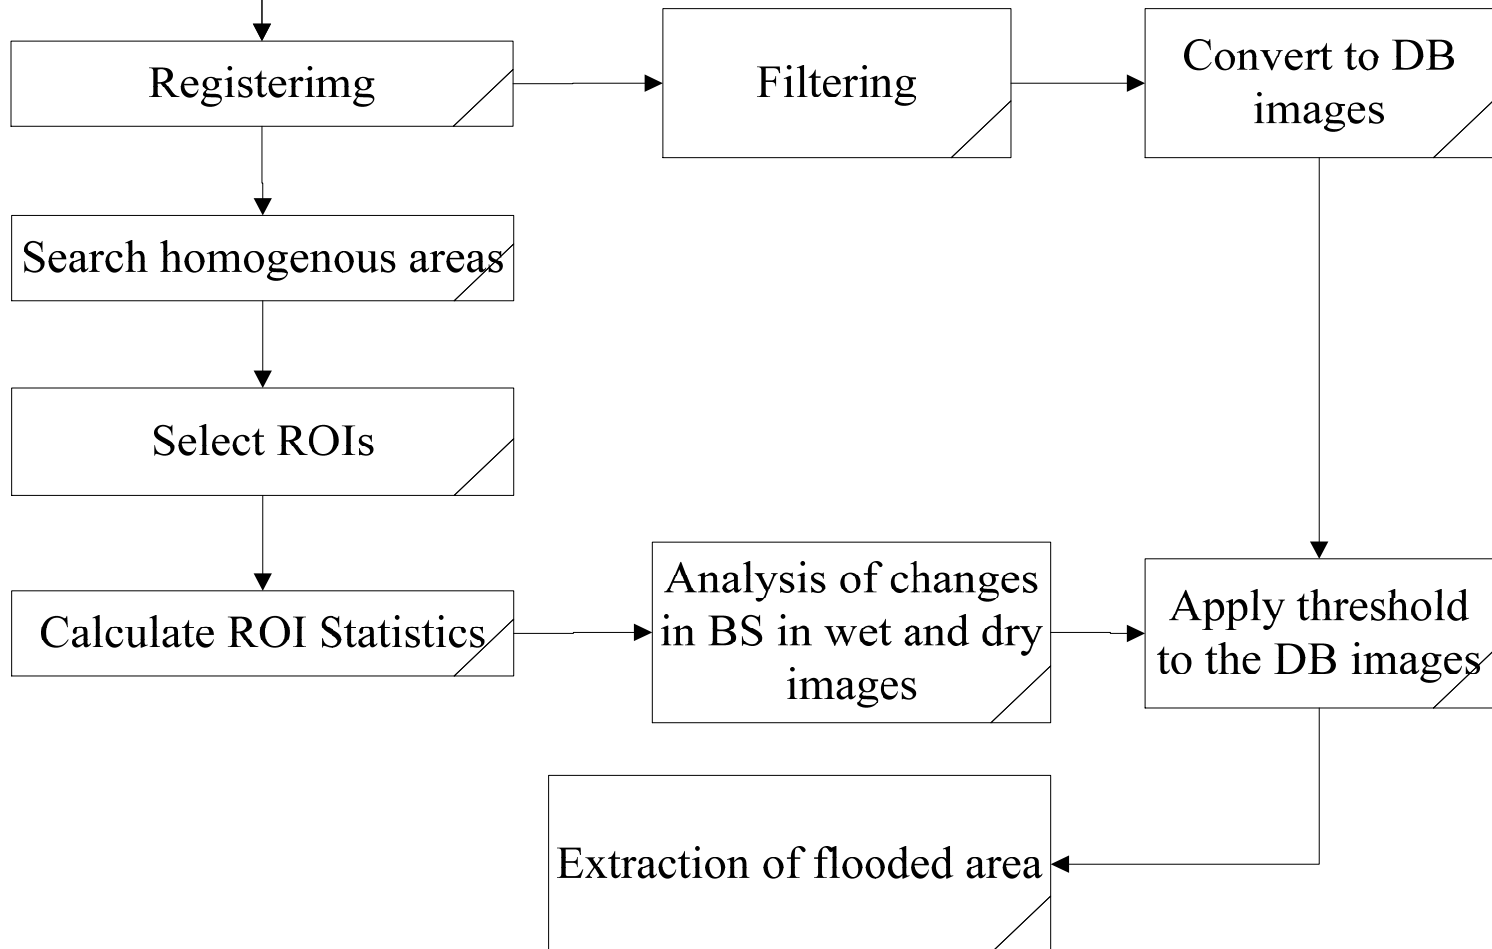 Registerimg
Filtering
Convert to DB
images
Search homogenous areas
Select ROIs
Calculate ROI Statistics
Analysis of changes
in BS in wet and dry
images
Apply threshold
to the DB images
Extraction of flooded area